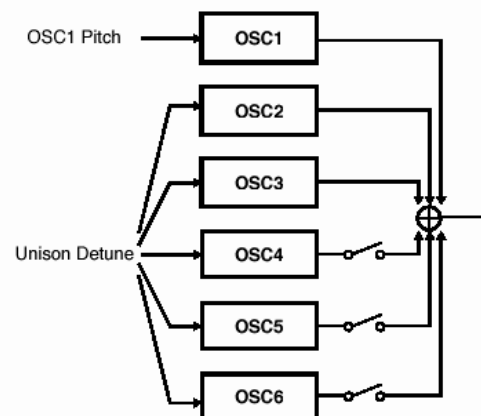 OSC1 Pitch
OSC1
OSC2
OSC3
Unison Detune
OSC4
OSC5
OSC6